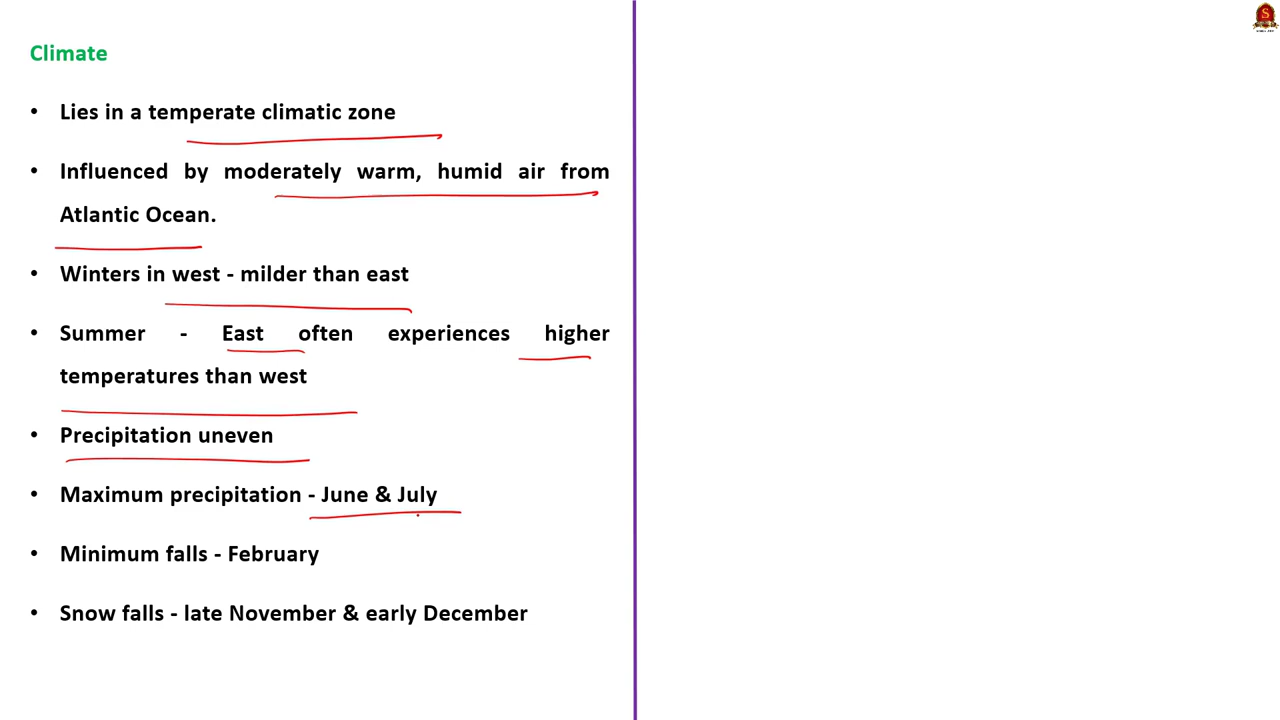 Climate
• Lies in a temperate climatic zone
• Influenced by moderately warm, humid air from
Atlantic Ocean.
• Winters in west - milder than east
• Summer - East often experiences higher
temperatures than west
• Precipitation uneven
• Maximum precipitation - June & July
• Minimum falls - February
• Snow falls - late November & early December
S